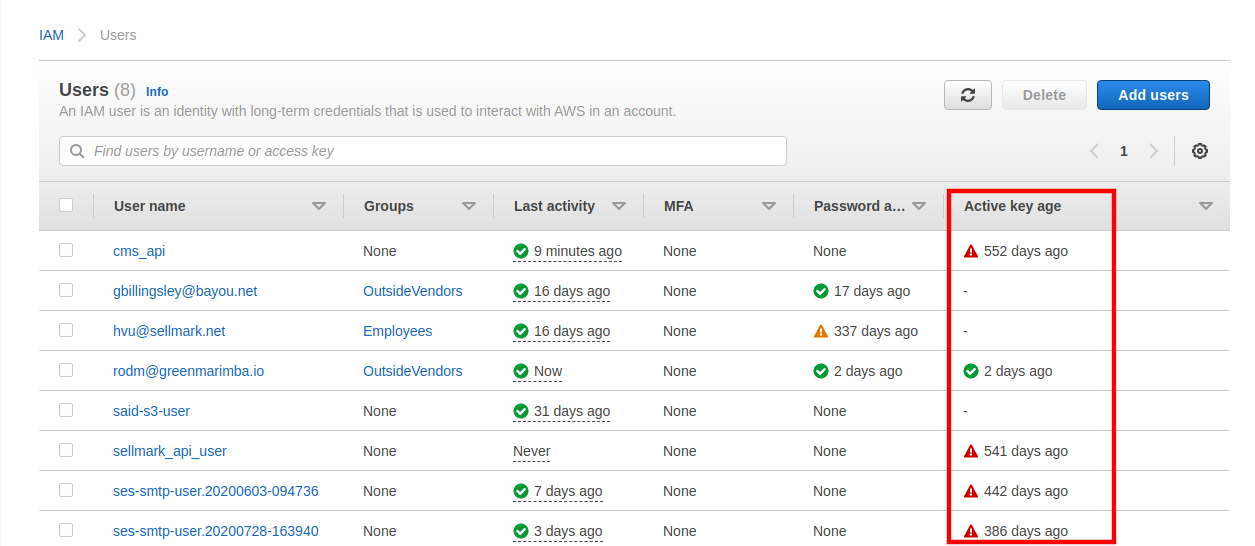 IAM > Users
Users (8) Info
An IAM user is an identity with long-term credentials that is used to interact with AWS in an account.
Delete
Add users
Find users by username or access key
1
User name Groups Last activity MFA Password a... Active key age
cms_api None 9 minutes ago None None 552 days ago
gbillingsley@bayou.net OutsideVendors 16 days ago None 17 days ago -
hvu@sellmark.net Employees 16 days ago None 337 days ago -
rodm@greenmarimba.io OutsideVendors Now None 2 days ago 2 days ago
said-s3-user None 31 days ago None None -
sellmark_api_user None Never None None 541 days ago
ses-smtp-user.20200603-094736 None 7 days ago None None 442 days ago
ses-smtp-user.20200728-163940 None 3 days ago None None 386 days ago